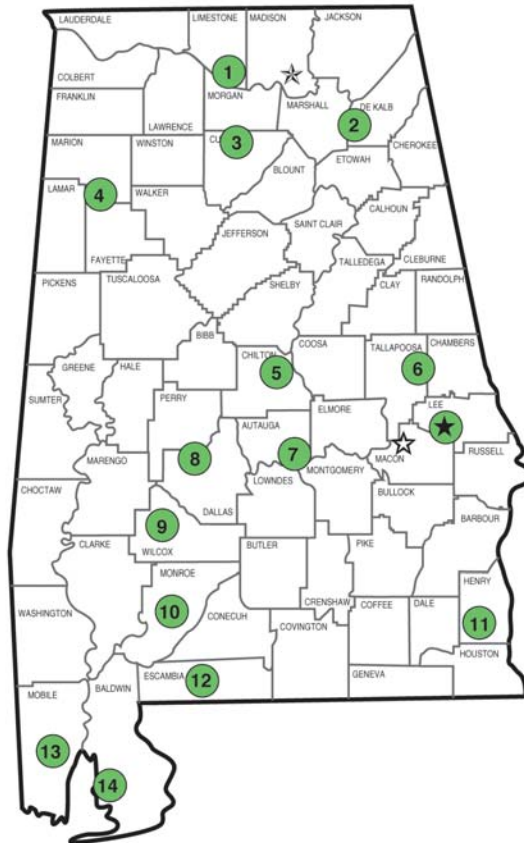 LAUDERDALE
LIMESTONE
MADISON
JACKSON
COLBERT
1
FRANKLIN
MORGAN
MARSHALL
DE KALB
2
LAWRENCE
CU
3
MARION
WINSTON
CHEROKEE
ETOWAH
BLOUNT
LAMAR
4
WALKER
CALHOUN
SAINT CLAIR
JEFFERSON
FAYETTE
TALLEDEGA
CLEBURNE
PICKENS
TUSCALOOSA
SHELBY
CLAY
RANDOLPH
BIBB
COOSA
TALLAPOOSA
CHAMBERS
CHILTON
GREENE
HALE
5
6
SUMTER
PERRY
ELMORE
LEE
AUTAUGA
RUSSELL
MARENGO
8
7
MACON
MONTGOMERY
LOWNDES
CHOCTAW
BULLOCK
DALLAS
BARBOUR
9
CLARKE
WILCOX
BUTLER
PIKE
MONROE
HENRY
CRENSHAW
COFFEE
DALE
WASHINGTON
10
CONECUH
COVINGTON
11
HOUSTON
ESCAMBIA
GENEVA
MOBILE
BALDWIN
12
13
14